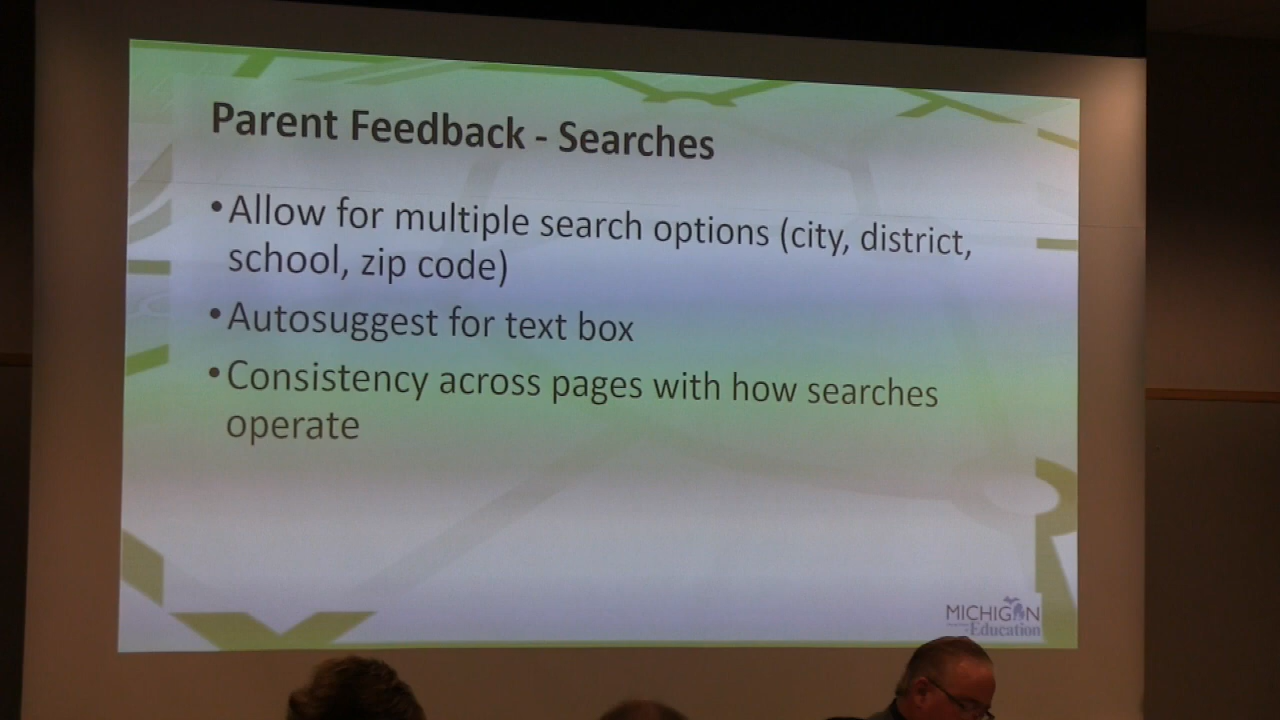 Parent Feedback - Searches
•Allow for multiple search options (city, district,
school, zip code)
•Autosuggest for text box
•Consistency across pages with how searches
operate
MICHIGAN
Education